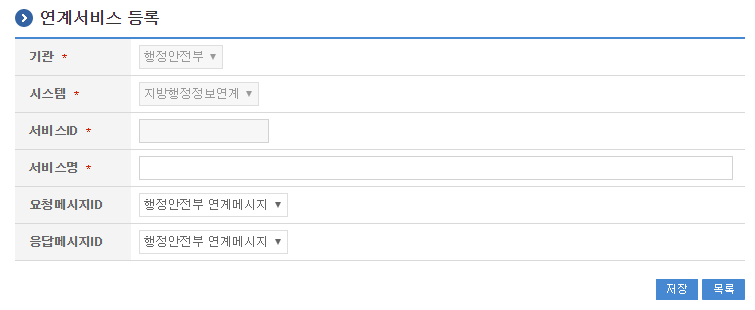 연계서비스 등록
기관 * 행정안전부 ▼
시스템 * 지방행정정보연계 ▼
서비스ID *
서비스명 *
요청메시지ID 행정안전부 연계메시지 ▼
응답메시지ID 행정안전부 연계메시지 ▼
저장 목록